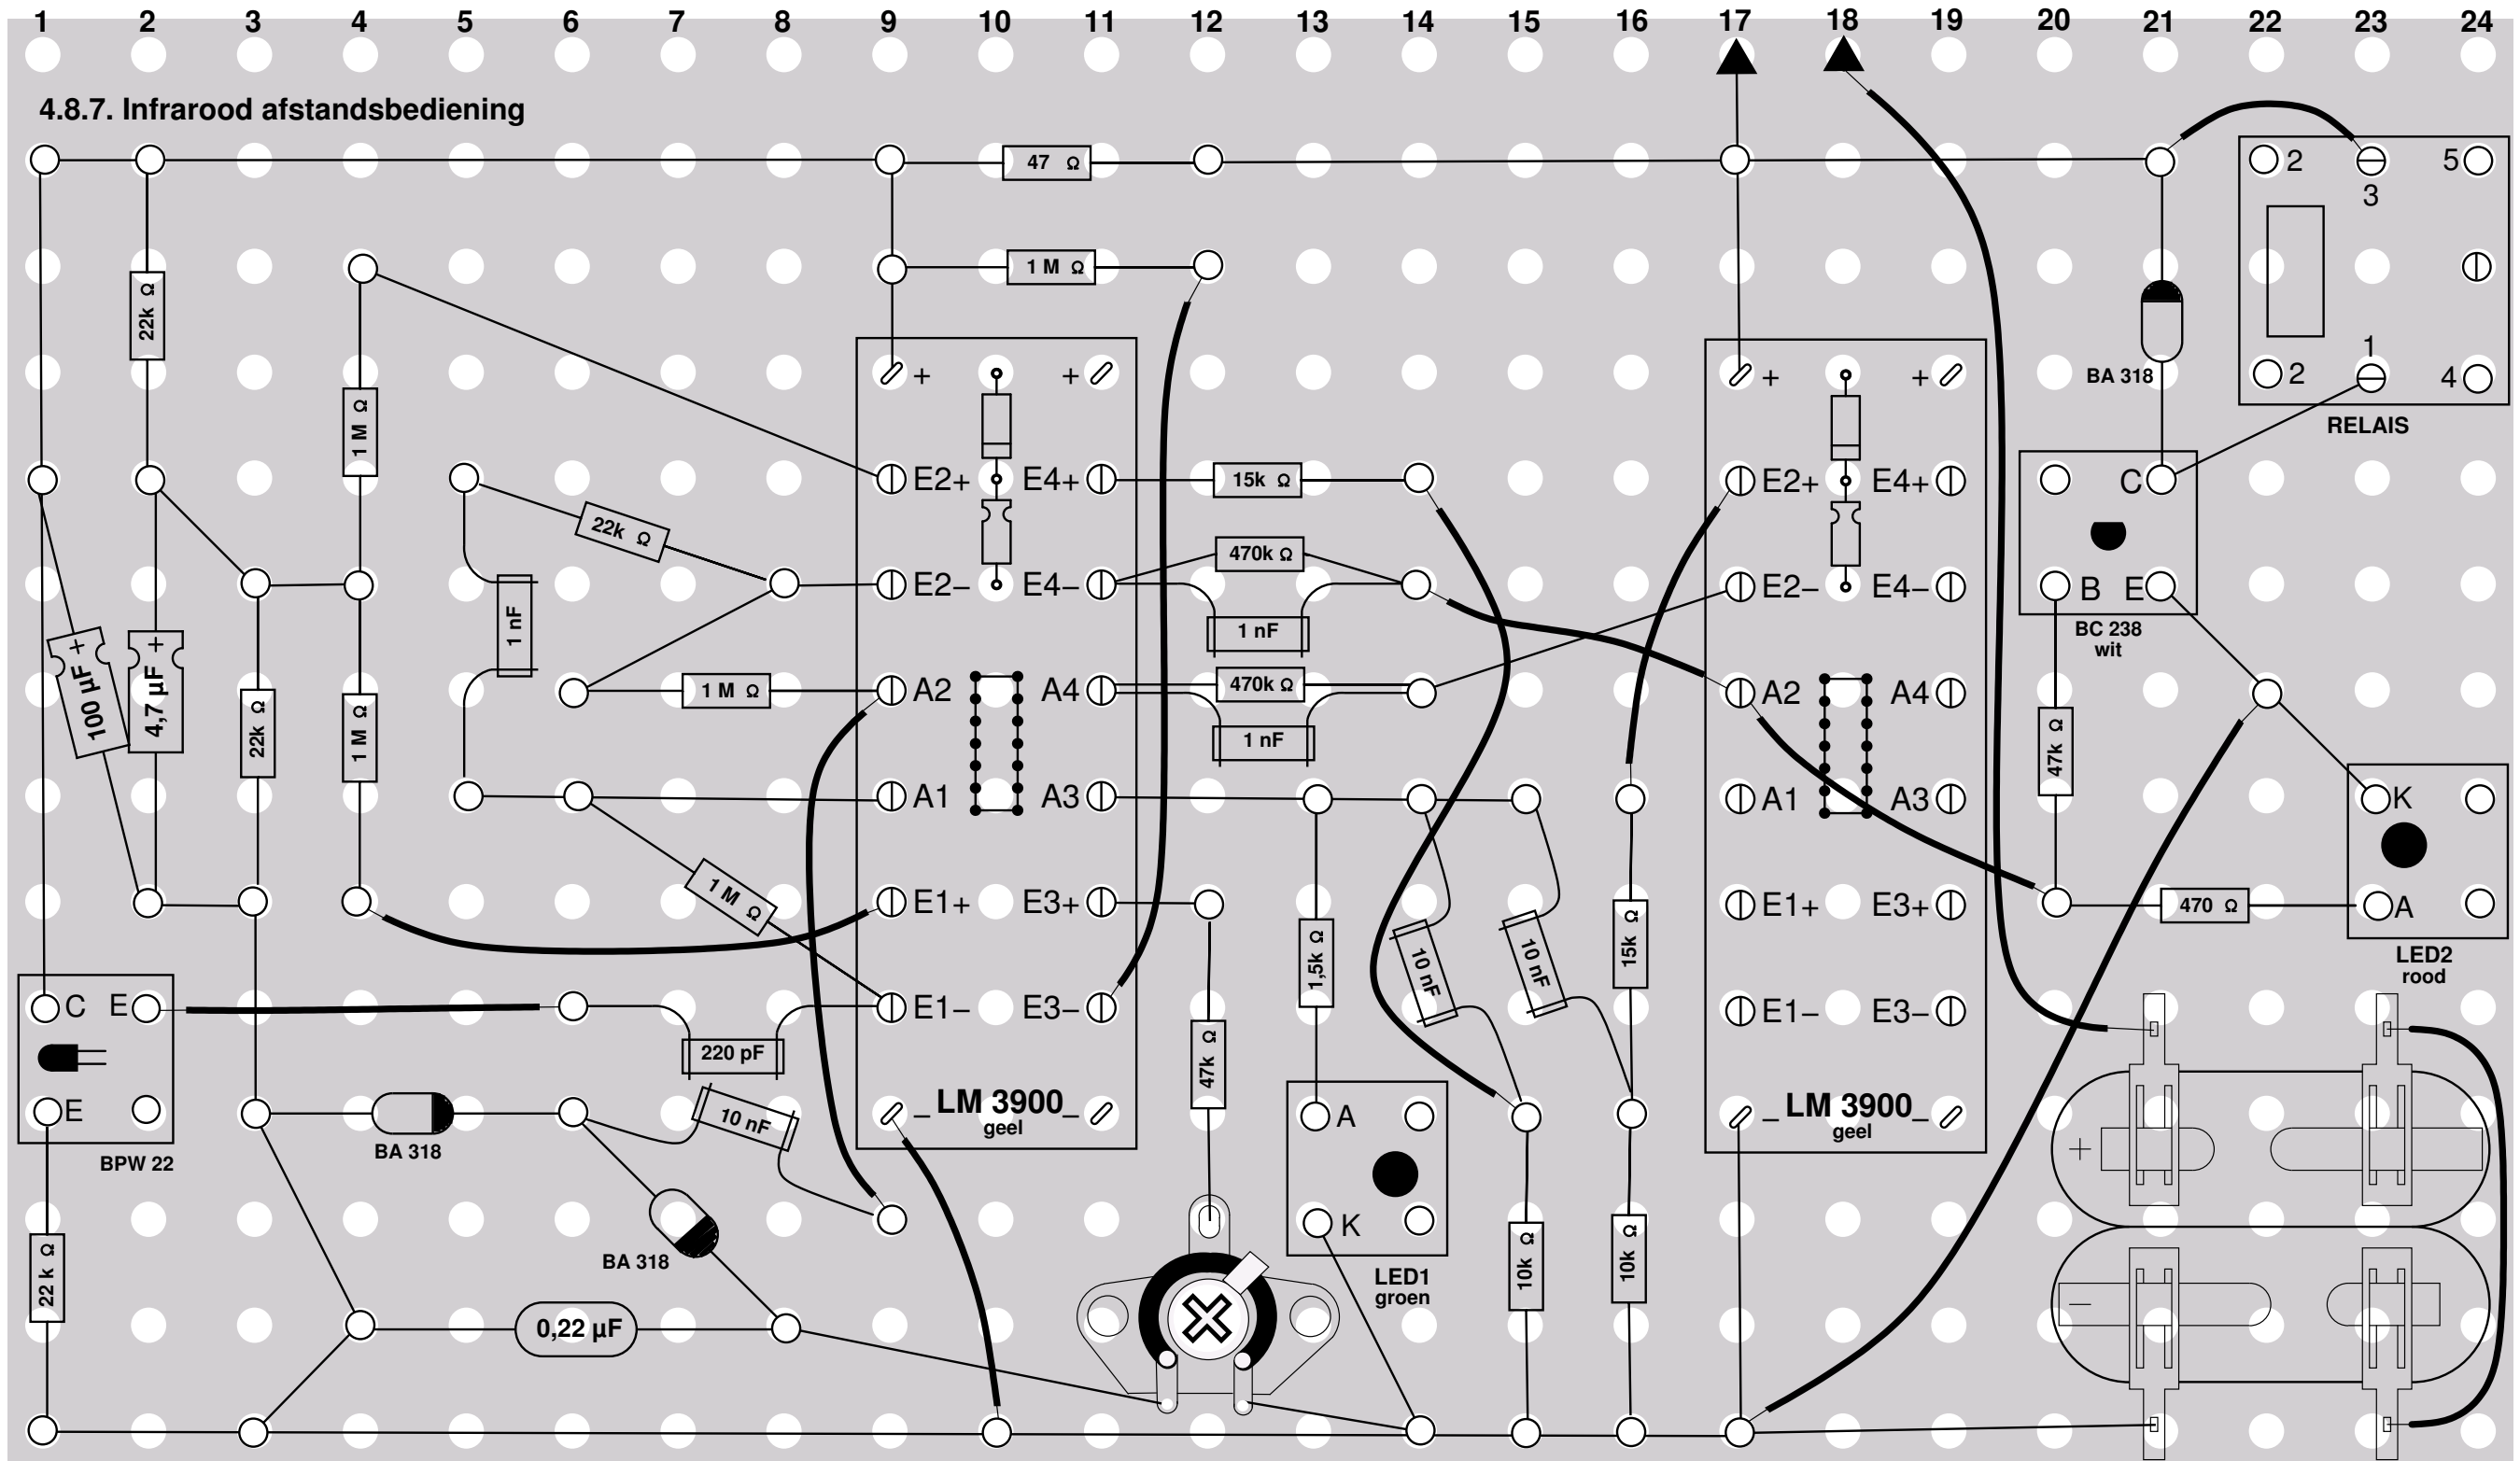 1 2 3 4 5 6 7 8 9 10 11 12 13 14 15 16 17 18 19 20 21 22 23 24
4.8.7. Infrarood afstandsbediening
47 Ω
2 3 5
1 M Ω
22k Ω
+ +
+ +
BA 318
2 1 4
RELAIS
1 M Ω
E2+ E4+
15k Ω
E2+ E4+
C
22k Ω
470k Ω
E2– E4–
1 nF
E2– E4–
B E
BC 238
wit
1 nF
100 µF +
4,7 µF +
22k Ω
1 M Ω
1 M Ω
A2 A4
470k Ω
1 nF
A2 A4
47k Ω
A1 A3
A1 A3
K
1 M Ω
E1+ E3+
1,5k Ω
10 nF
10 nF
15k Ω
E1+ E3+
470 Ω
A
LED2
rood
C E
E1– E3–
E1– E3–
220 pF
47k Ω
E
BPW 22
BA 318
10 nF
– LM 3900 –
geel
A
– LM 3900 –
geel
+
22 k Ω
BA 318
K
LED1
groen
10k Ω
10k Ω
0,22 µF
–